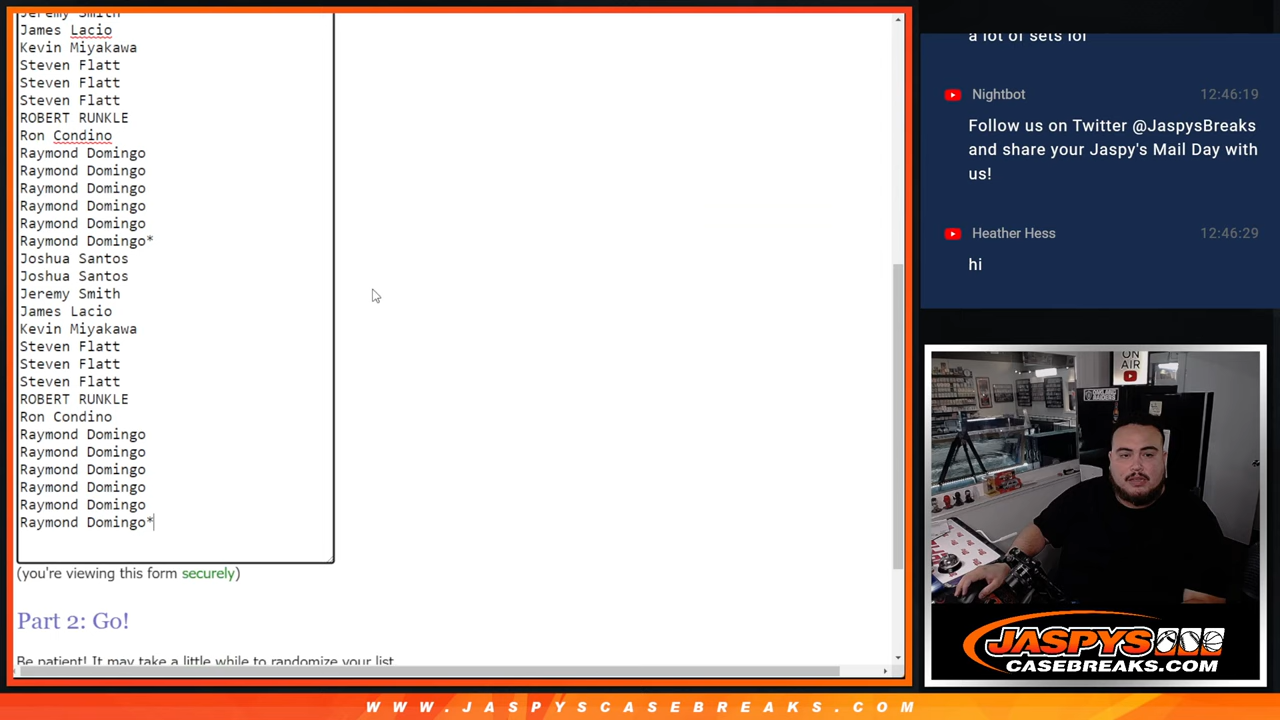 Jeremy Smith
James Lacio
Kevin Miyakawa
Steven Flatt
Steven Flatt
Steven Flatt
ROBERT RUNKLE
Ron Condino
Raymond Domingo
Raymond Domingo
Raymond Domingo
Raymond Domingo
Raymond Domingo
Raymond Domingo*
Joshua Santos
Joshua Santos
Jeremy Smith
James Lacio
Kevin Miyakawa
Steven Flatt
Steven Flatt
Steven Flatt
ROBERT RUNKLE
Ron Condino
Raymond Domingo
Raymond Domingo
Raymond Domingo
Raymond Domingo
Raymond Domingo
Raymond Domingo*
(you're viewing this form securely)
Part 2: Go!
Be patient! It may take a little while to randomize your list
a lot of sets lol
Nightbot 12:46:19
Follow us on Twitter @JaspysBreaks
and share your Jaspy's Mail Day with
us!
Heather Hess 12:46:29
hi
ON
AIR
JASPYS
CASEBREAKS.COM
WWW.JASPYSCASEBREAKS.COM